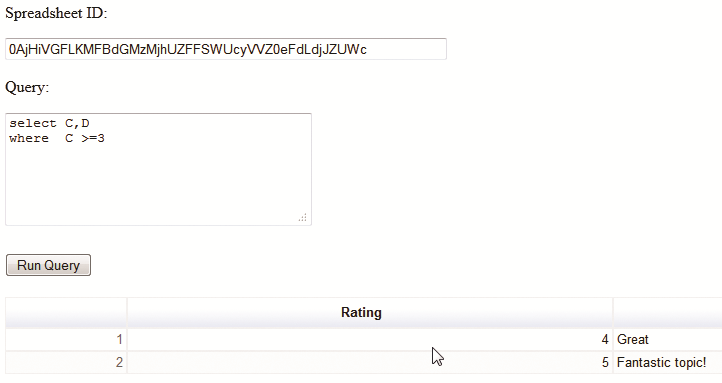 Spreadsheet ID:
0AjHiVGFLKMFBdGMzMjhUZFFSWUcyVVZ0eFdLdjJZUWc
Query:
select C,D
where  C >=3
Run Query
Rating
1 4 Great
2 5 Fantastic topic!